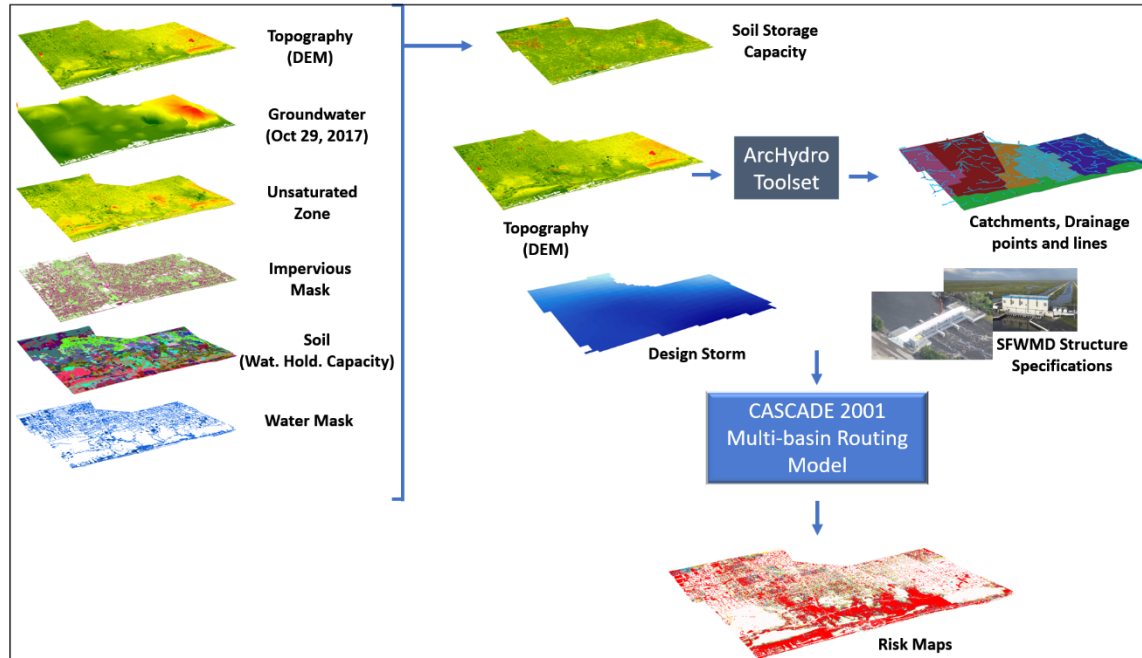 Topography
(DEM)
Groundwater
(Oct 29, 2017)
Unsaturated
Zone
Impervious
Mask
Soil
(Wat. Hold. Capacity)
Water Mask
Soil Storage
Capacity
Topography
(DEM)
ArcHydro
Toolset
Catchments, Drainage
points and lines
Design Storm
SFWMD Structure
Specifications
CASCADE 2001
Multi-basin Routing
Model
Risk Maps